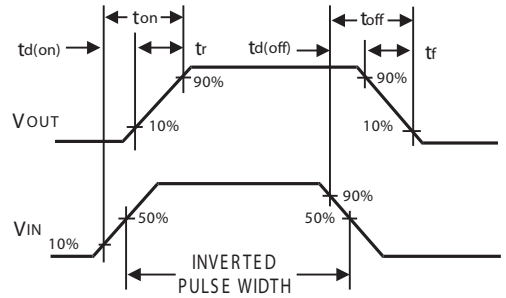 ton
td(on)
tr
toff
td(off)
tf
90%
90%
VOUT
10%
10%
90%
50%
50%
VIN
10%
INVERTED
PULSE WIDTH